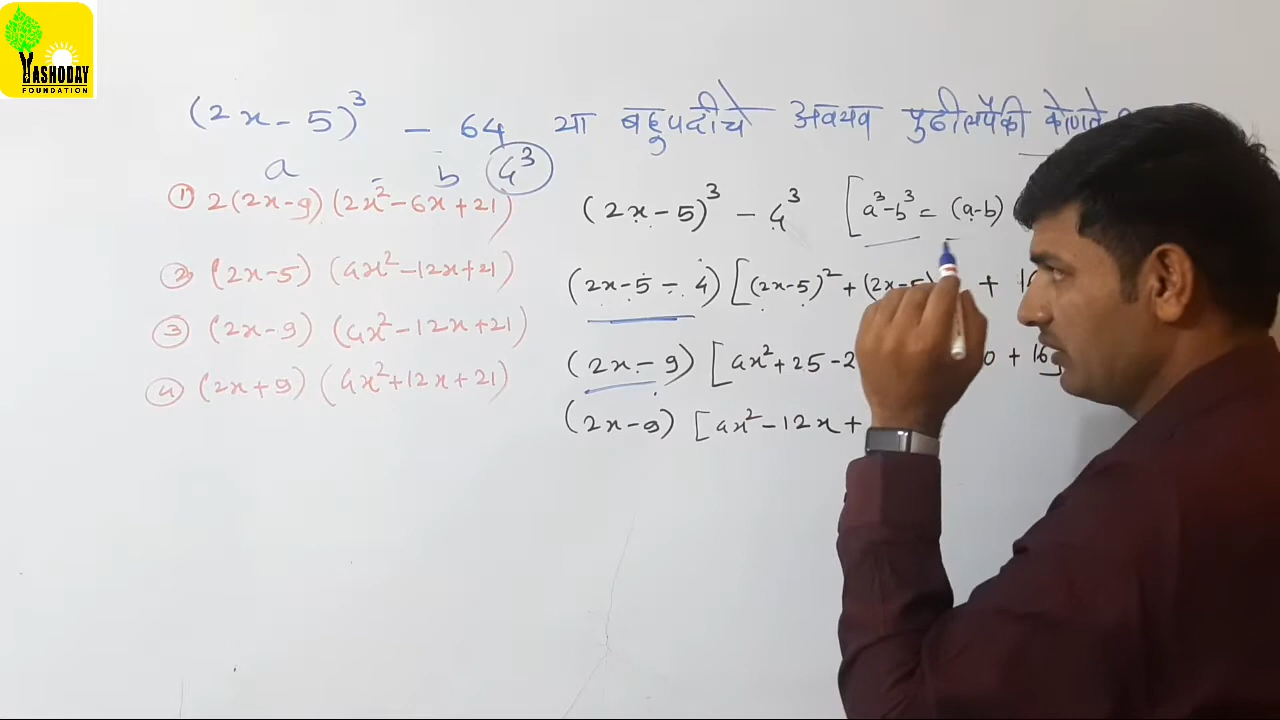 YASHODAY
FOUNDATION
(2x - 5)³ - 64 या बहुपदीचे अवयव पुढीलपैकी कोणते
a b 4³
① 2(2x-9)(2x²-6x+21)
② (2x-5) (4x²-12x+21)
③ (2x-9) (4x²-12x+21)
④ (2x+9) (4x²+12x+21)
(2x-5)³ - 4³ [a³-b³ = (a-b)
(2x-5-4) [(2x-5)² + (2x-5) +
(2x-9) [4x²+25-2 0 + 16
(2x-9) [4x²-12x+